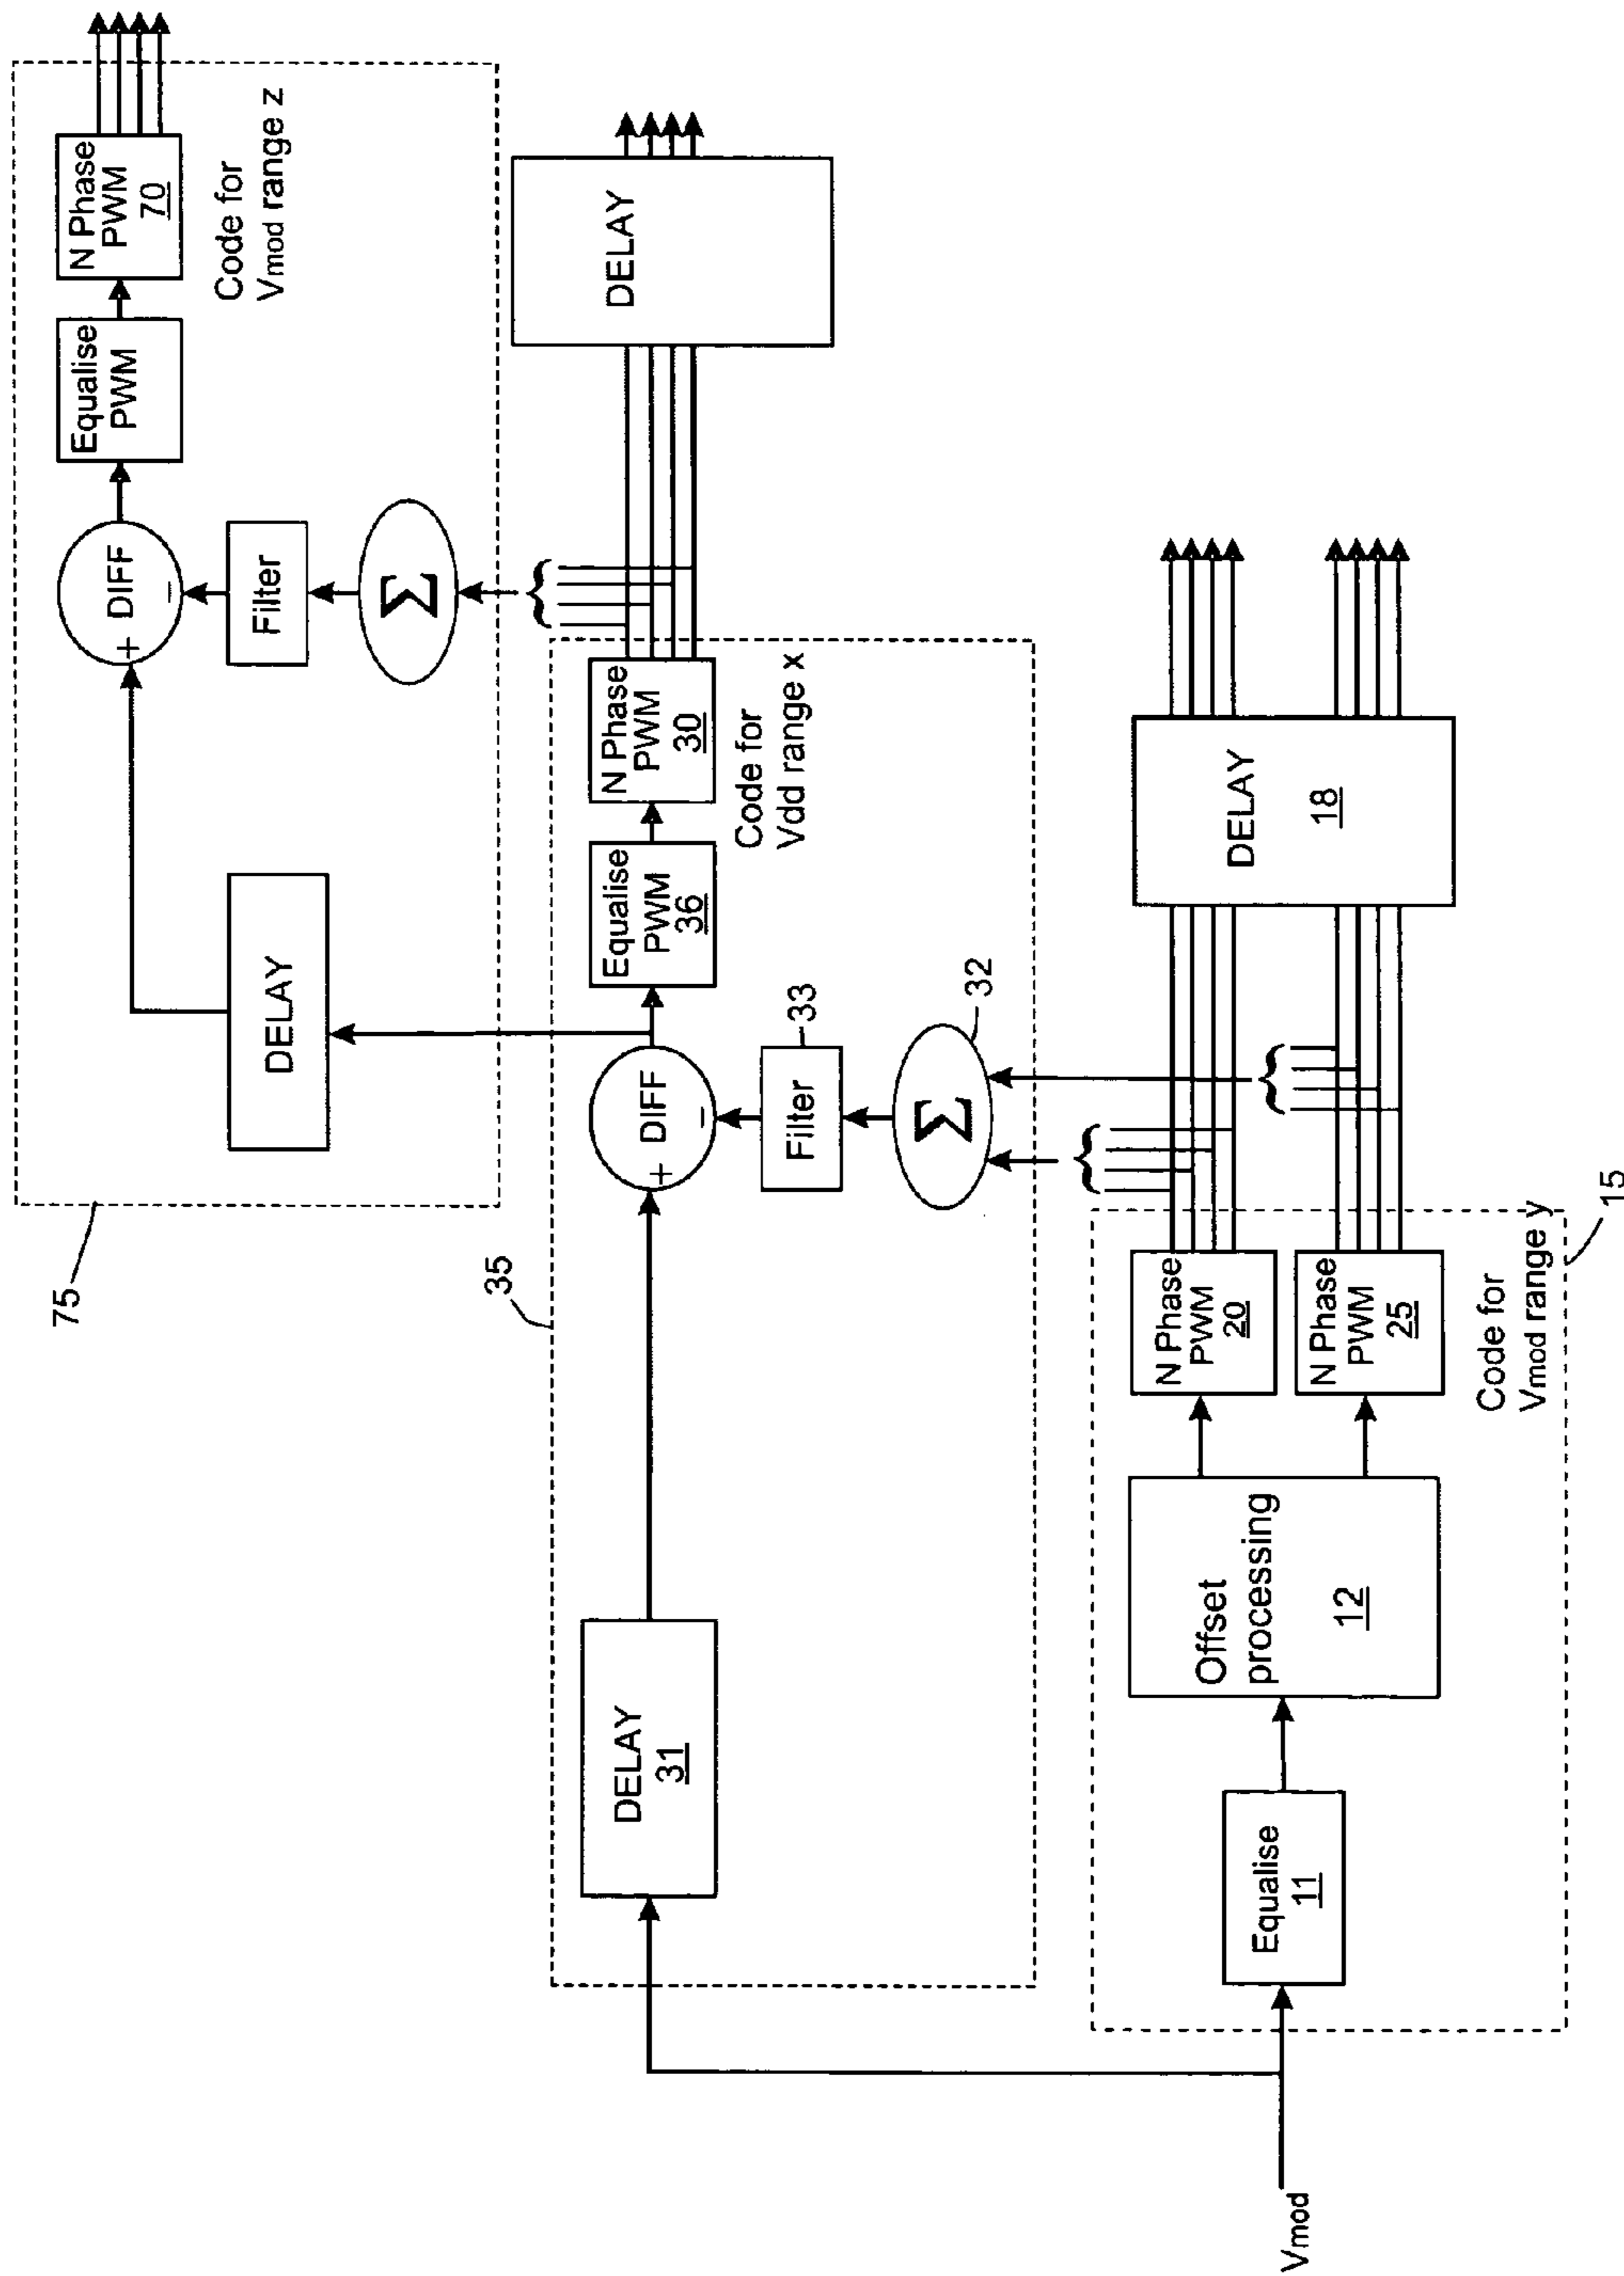 75
DELAY
+ DIFF
–
Filter
Σ
Equalise
PWM
N Phase
PWM
70
Code for
Vmod range z
35
DELAY
31
+ DIFF
–
Filter
33
Σ
32
Equalise
PWM
36
N Phase
PWM
30
Code for
Vdd range x
DELAY
Vmod
Equalise
11
Offset
processing
12
N Phase
PWM
20
N Phase
PWM
25
Code for
Vmod range y
15
{
{
{
DELAY
18